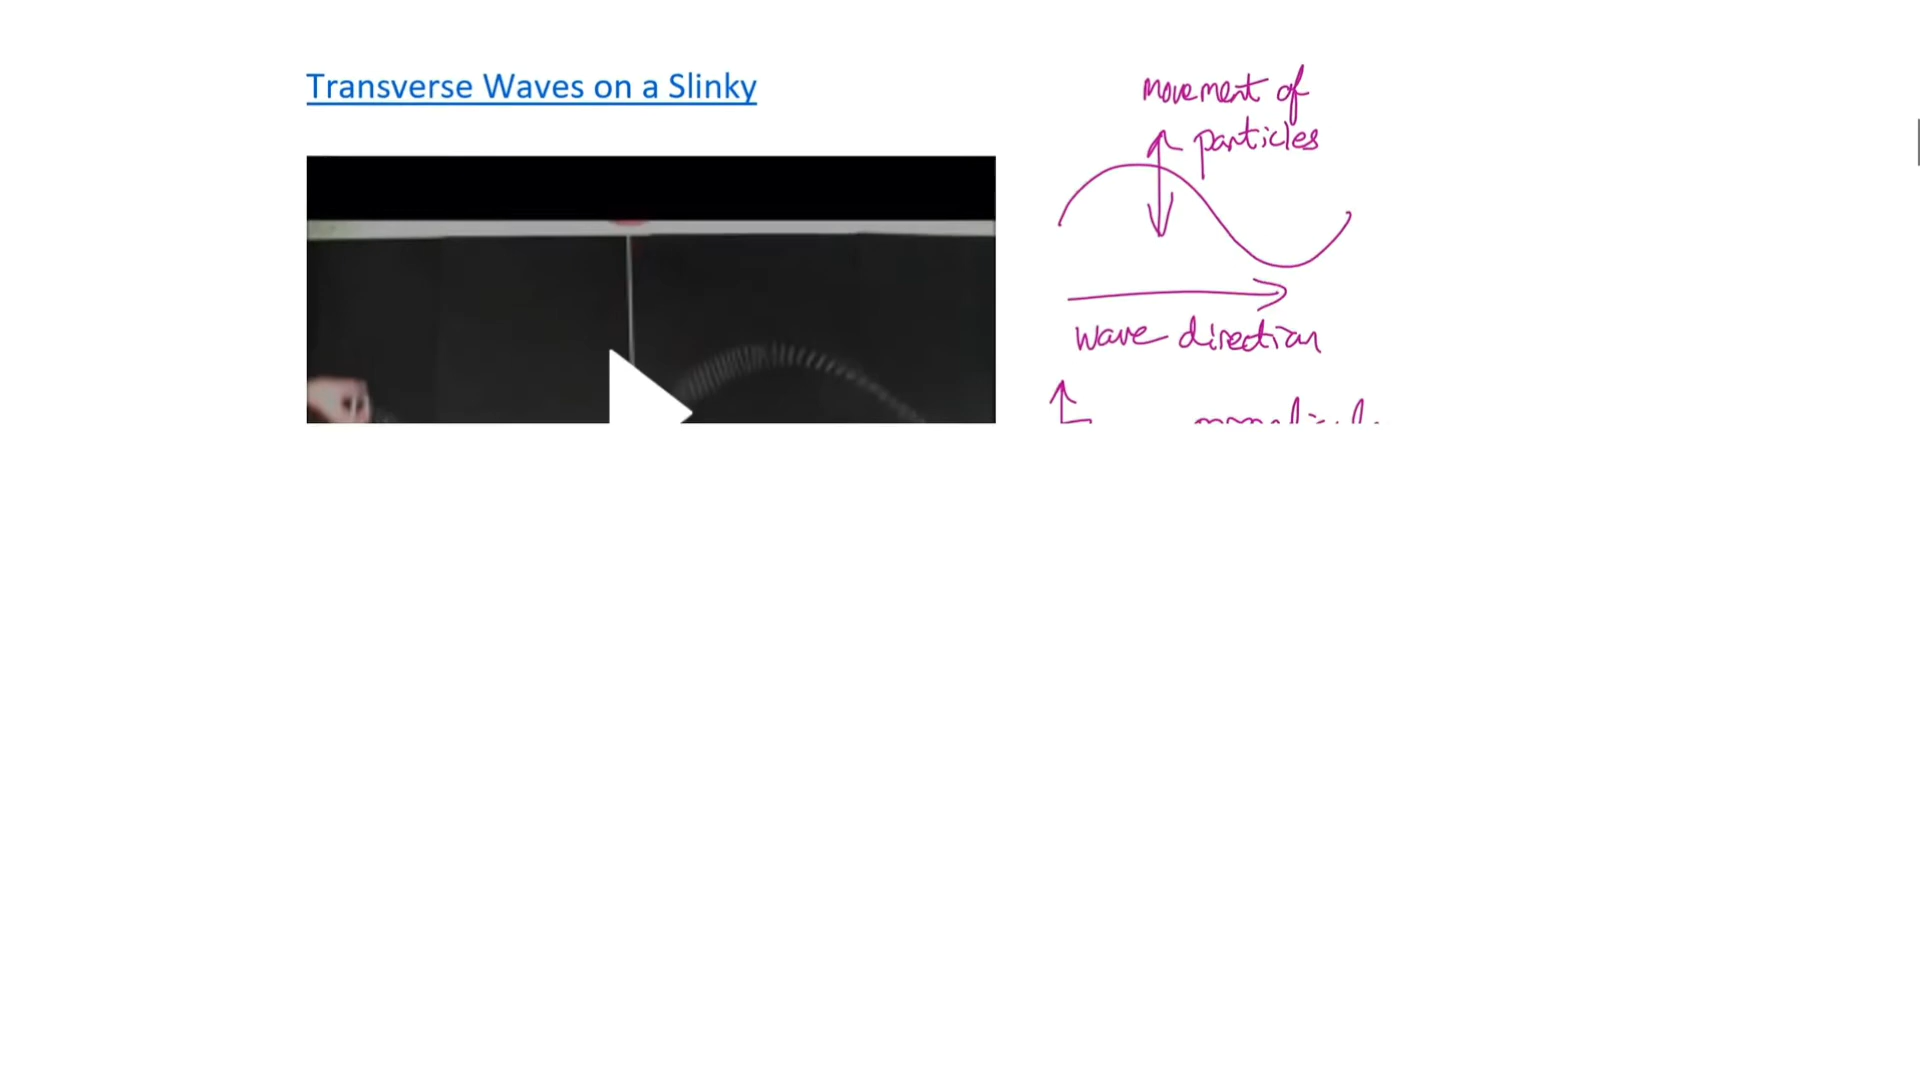 Transverse Waves on a Slinky
movement of
particles
wave direction